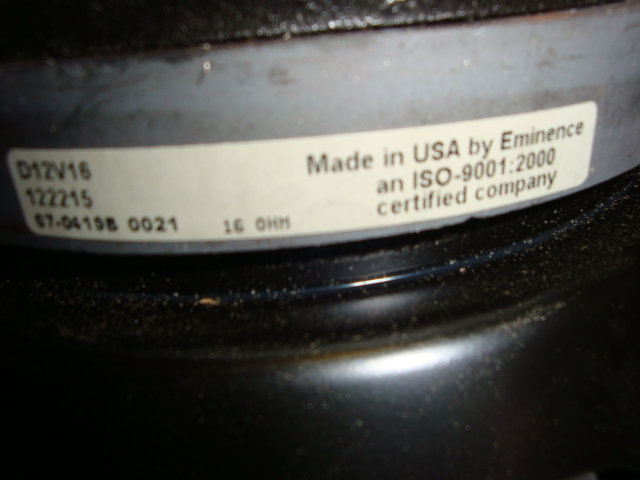 D12V16
122215
67-0419B 0021 16 OHM
Made in USA by Eminence
an ISO-9001:2000
certified company